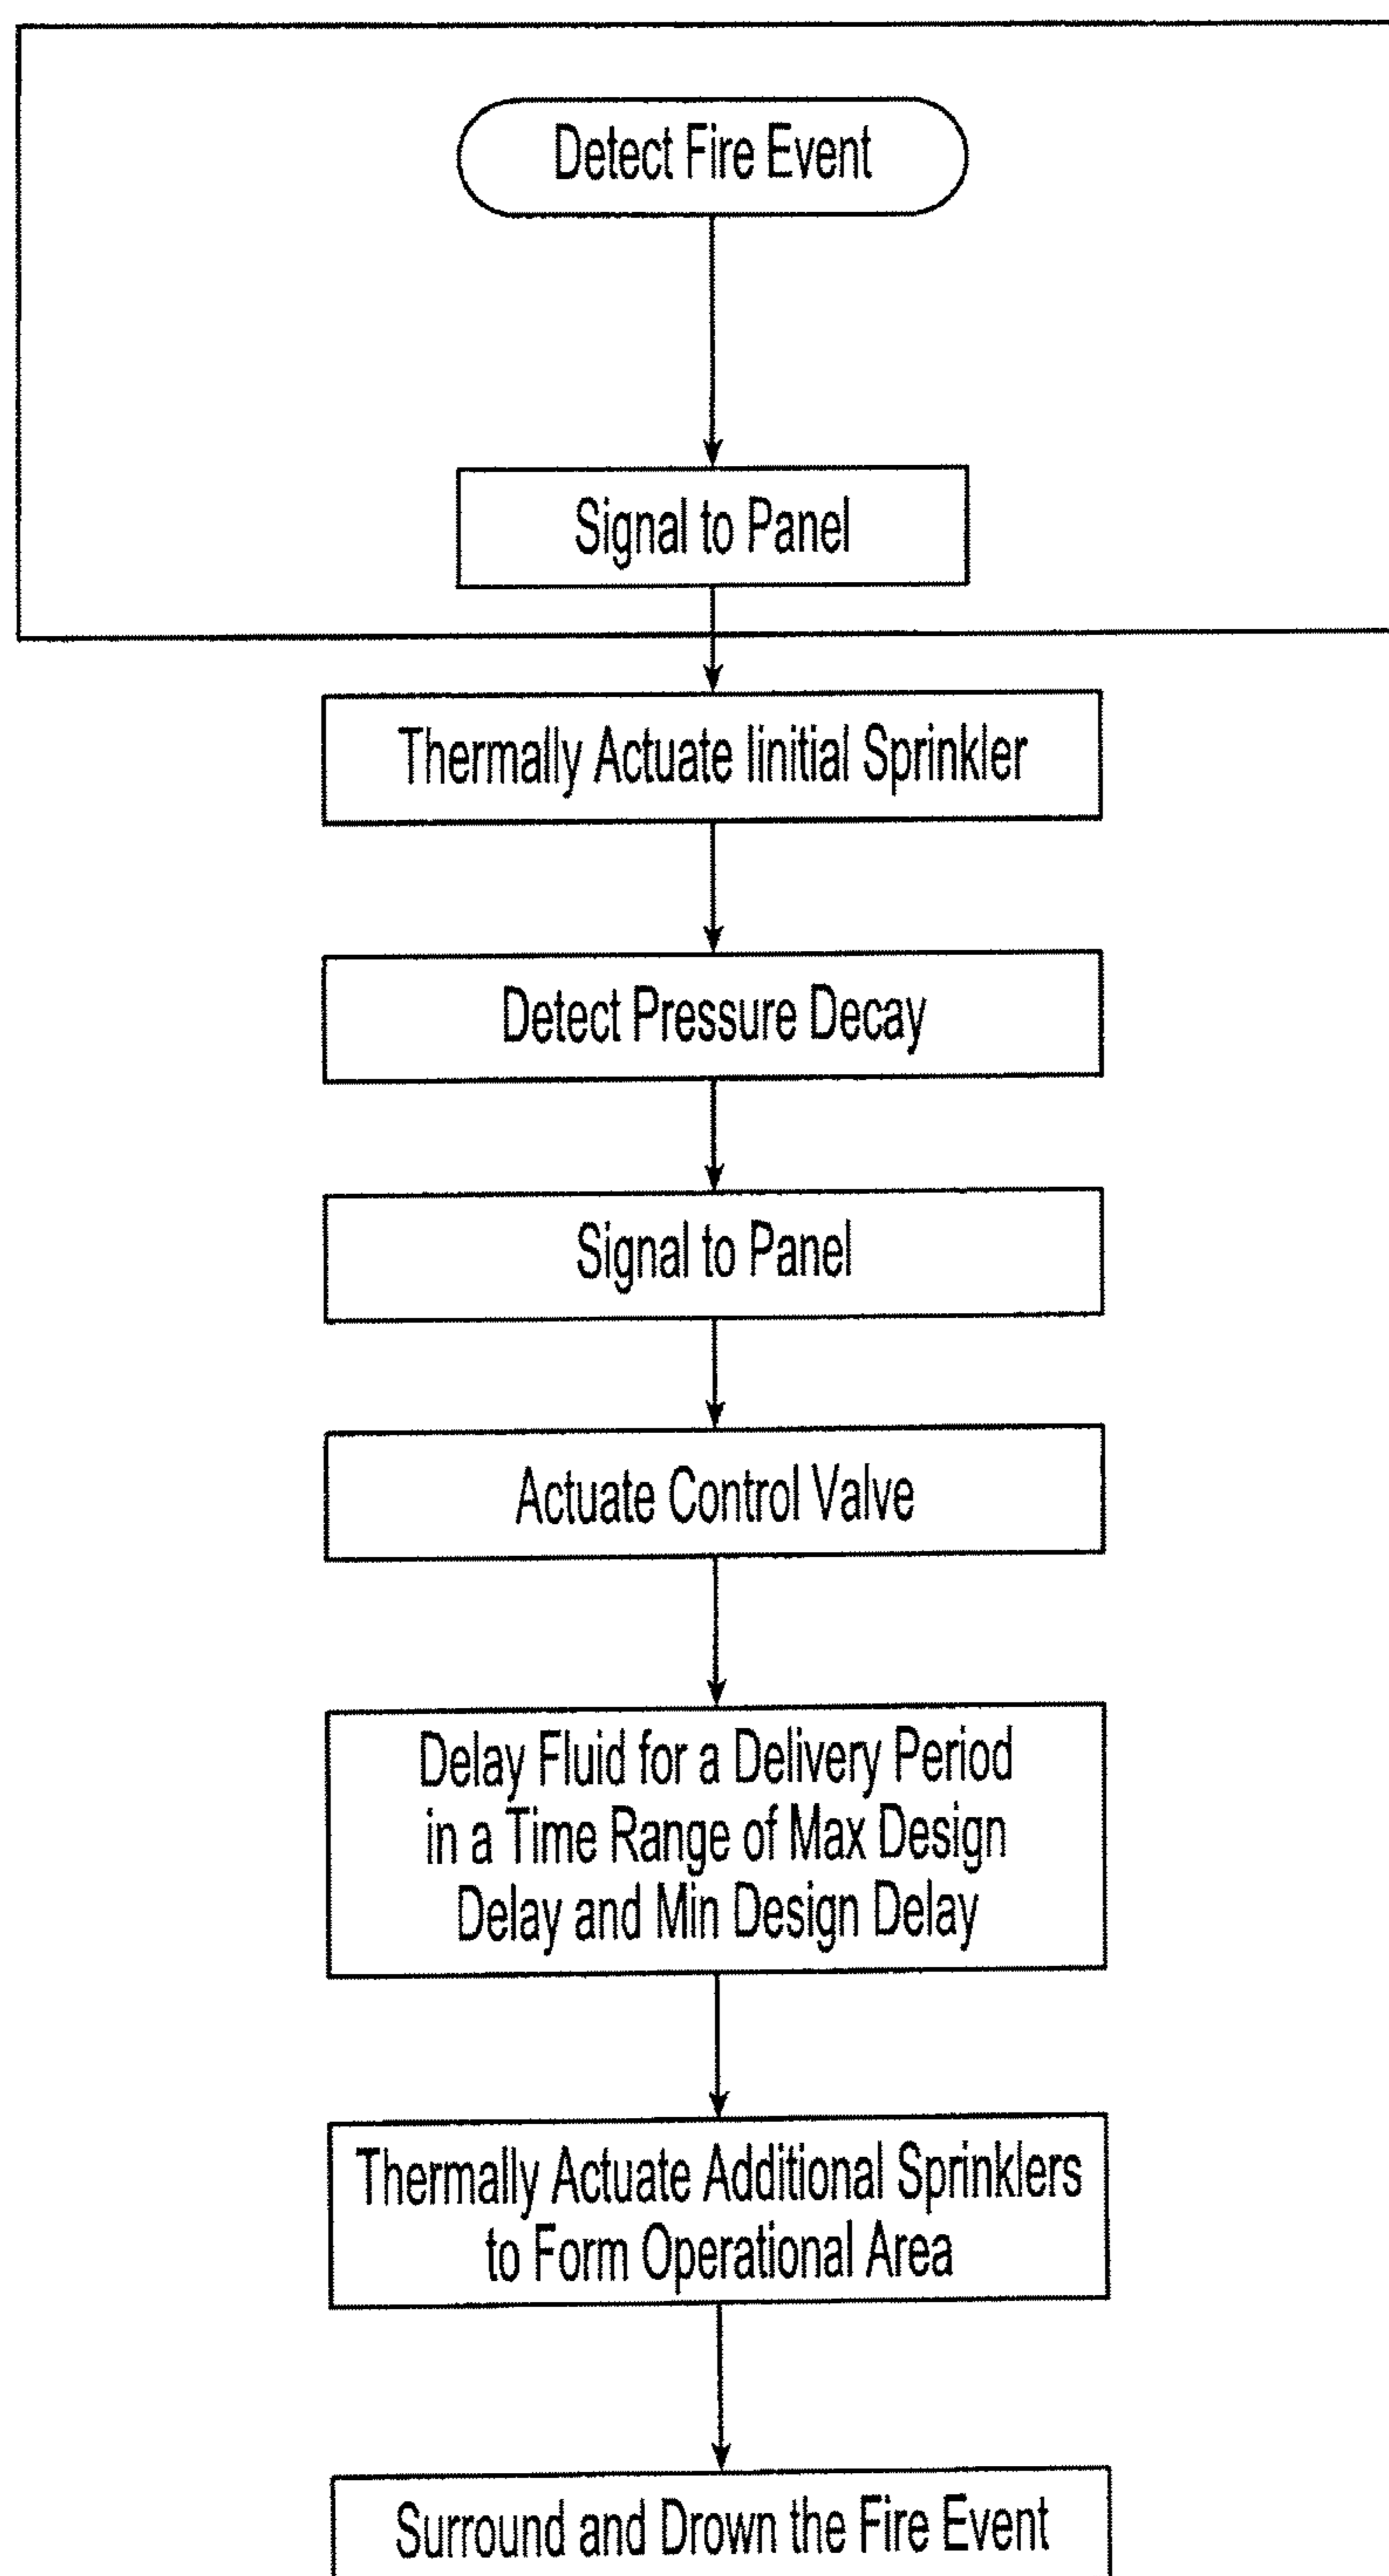 Detect Fire Event
Signal to Panel
Thermally Actuate Iinitial Sprinkler
Detect Pressure Decay
Signal to Panel
Actuate Control Valve
Delay Fluid for a Delivery Period
in a Time Range of Max Design
Delay and Min Design Delay
Thermally Actuate Additional Sprinklers
to Form Operational Area
Surround and Drown the Fire Event